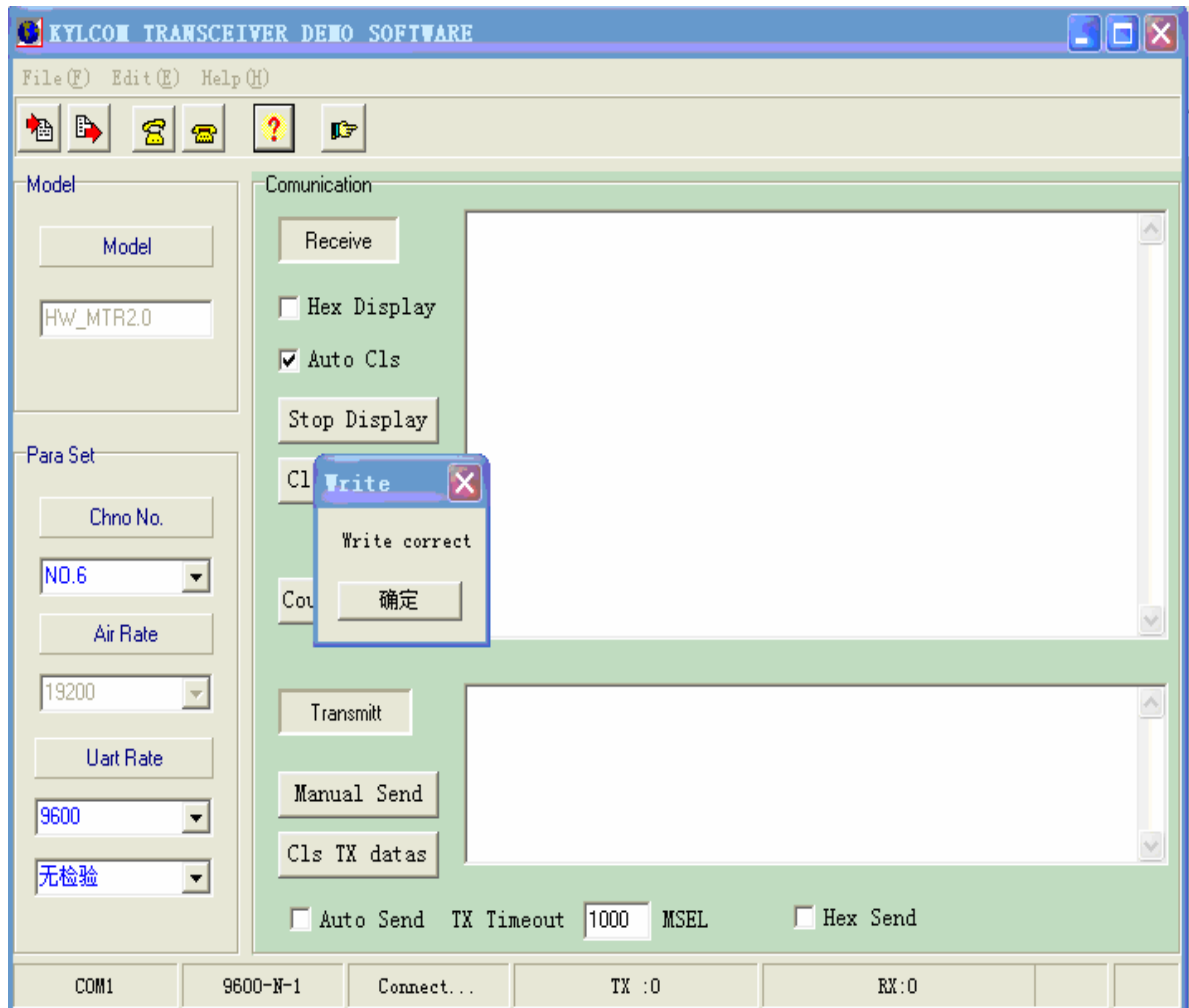 KYLCOM TRANSCEIVER DEMO SOFTWARE
File(F) Edit(E) Help(H)
Model
Model
HW_MTR2.0
Para Set
Chno No.
NO.6
Air Rate
19200
Uart Rate
9600
无检验
Comunication
Receive
Hex Display
Auto Cls
Stop Display
Cl
Write
Write correct
确定
Cou
Transmitt
Manual Send
Cls TX datas
Auto Send TX Timeout 1000 MSEL Hex Send
COM1 9600-N-1 Connect... TX :0 RX:0